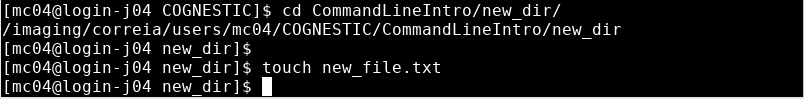 [mc04@login-j04 COGNESTIC]$ cd CommandLineIntro/new_dir/
/imaging/correia/users/mc04/COGNESTIC/CommandLineIntro/new_dir
[mc04@login-j04 new_dir]$
[mc04@login-j04 new_dir]$ touch new_file.txt
[mc04@login-j04 new_dir]$